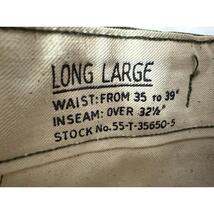 LONG LARGE
WAIST: FROM 35 TO 39"
INSEAM: OVER 32½"
STOCK No. 55-T-35650-5